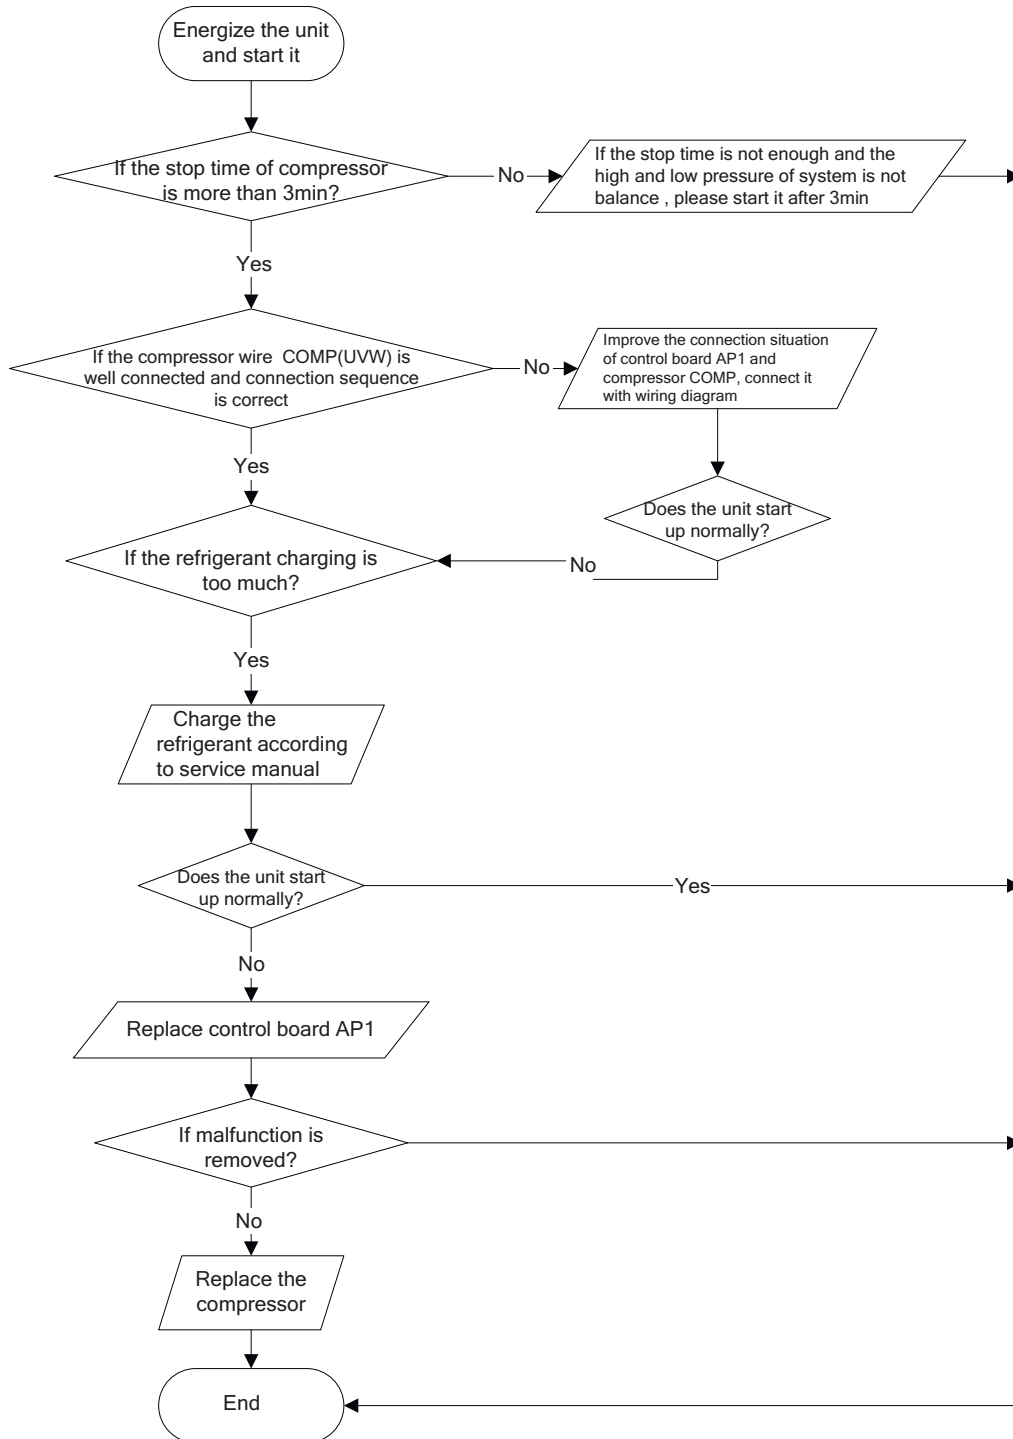 Energize the unit
and start it
If the stop time of compressor
is more than 3min?
No
If the stop time is not enough and the
high and low pressure of system is not
balance , please start it after 3min
Yes
If the compressor wire COMP(UVW) is
well connected and connection sequence
is correct
No
Improve the connection situation
of control board AP1 and
compressor COMP, connect it
with wiring diagram
Yes
Does the unit start
up normally?
If the refrigerant charging is
too much?
No
Yes
Charge the
refrigerant according
to service manual
Does the unit start
up normally?
Yes
No
Replace control board AP1
If malfunction is
removed?
No
Replace the
compressor
End